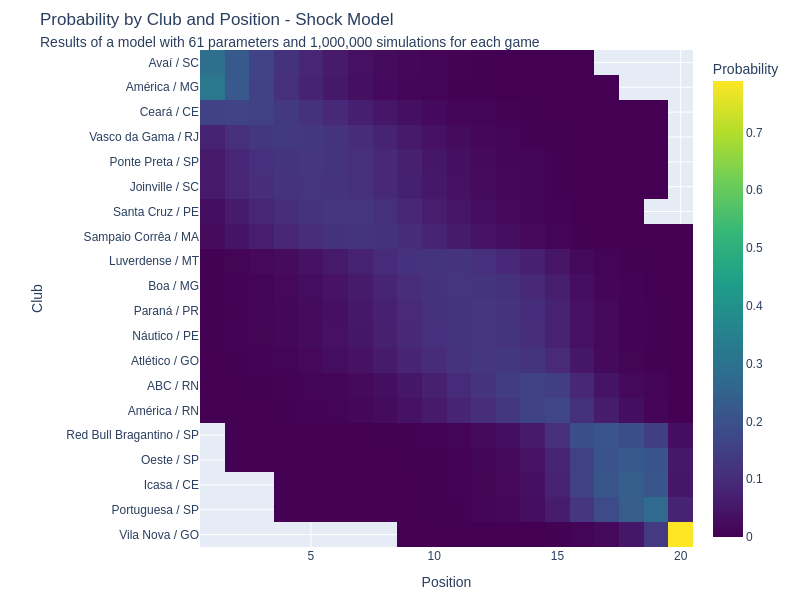 Probability by Club and Position - Shock Model
Results of a model with 61 parameters and 1,000,000 simulations for each game
Probability
Avaí / SC
América / MG
Ceará / CE
Vasco da Gama / RJ
Ponte Preta / SP
Joinville / SC
Santa Cruz / PE
Sampaio Corrêa / MA
Luverdense / MT
Boa / MG
Paraná / PR
Náutico / PE
Atlético / GO
ABC / RN
América / RN
Red Bull Bragantino / SP
Oeste / SP
Icasa / CE
Portuguesa / SP
Vila Nova / GO
Club
5
10
15
20
Position
0.7
0.6
0.5
0.4
0.3
0.2
0.1
0